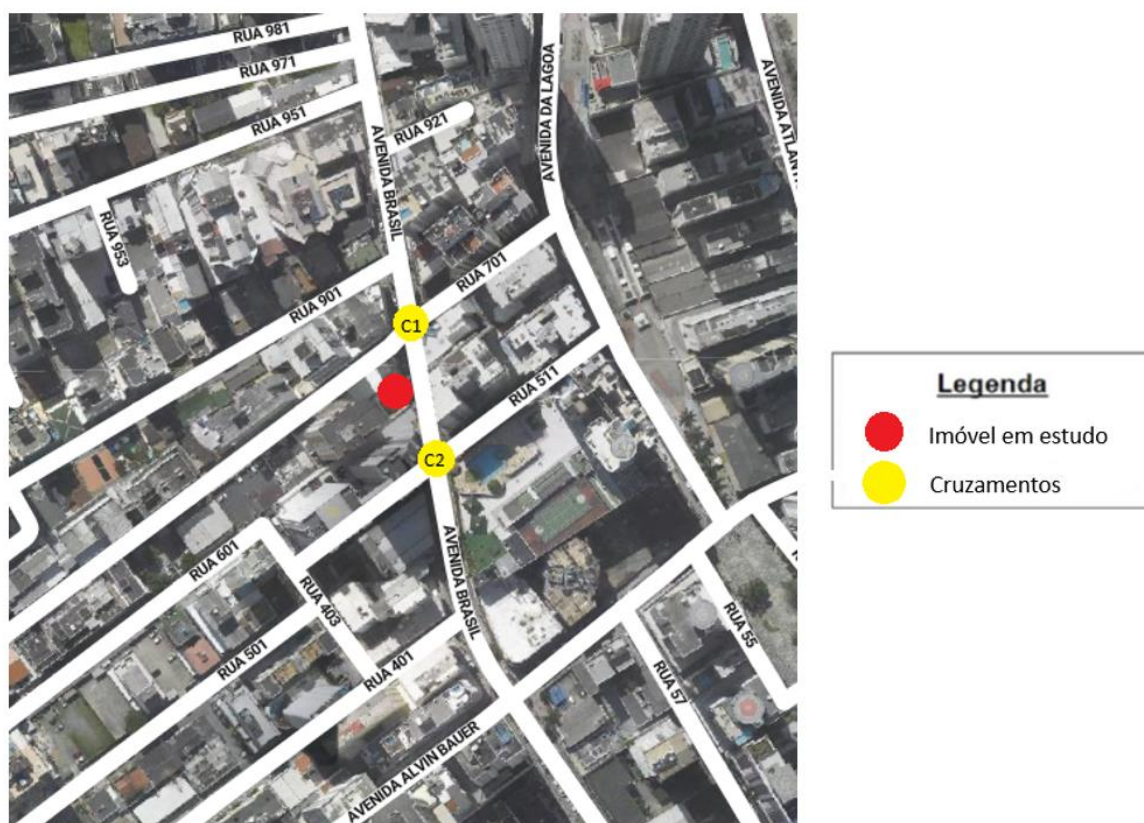 RUA 981
RUA 971
RUA 951
RUA 921
AVENIDA BRASIL
AVENIDA DA LAGOA
AVENIDA ATLANT
RUA 953
RUA 901
RUA 701
C1
RUA 511
C2
RUA 601
RUA 403
AVENIDA BRASIL
RUA 501
RUA 401
RUA 55
RUA 57
AVENIDA ALVIN BAUER
Legenda
Imóvel em estudo
Cruzamentos